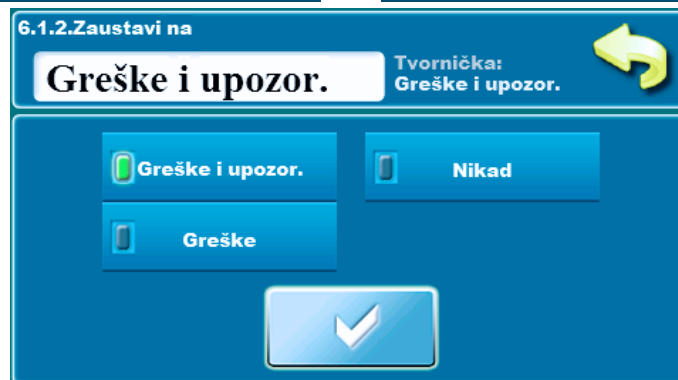 6.1.2.Zaustavi na
Greške i upozor.
Tvornička:
Greške i upozor.
Greške i upozor.
Nikad
Greške